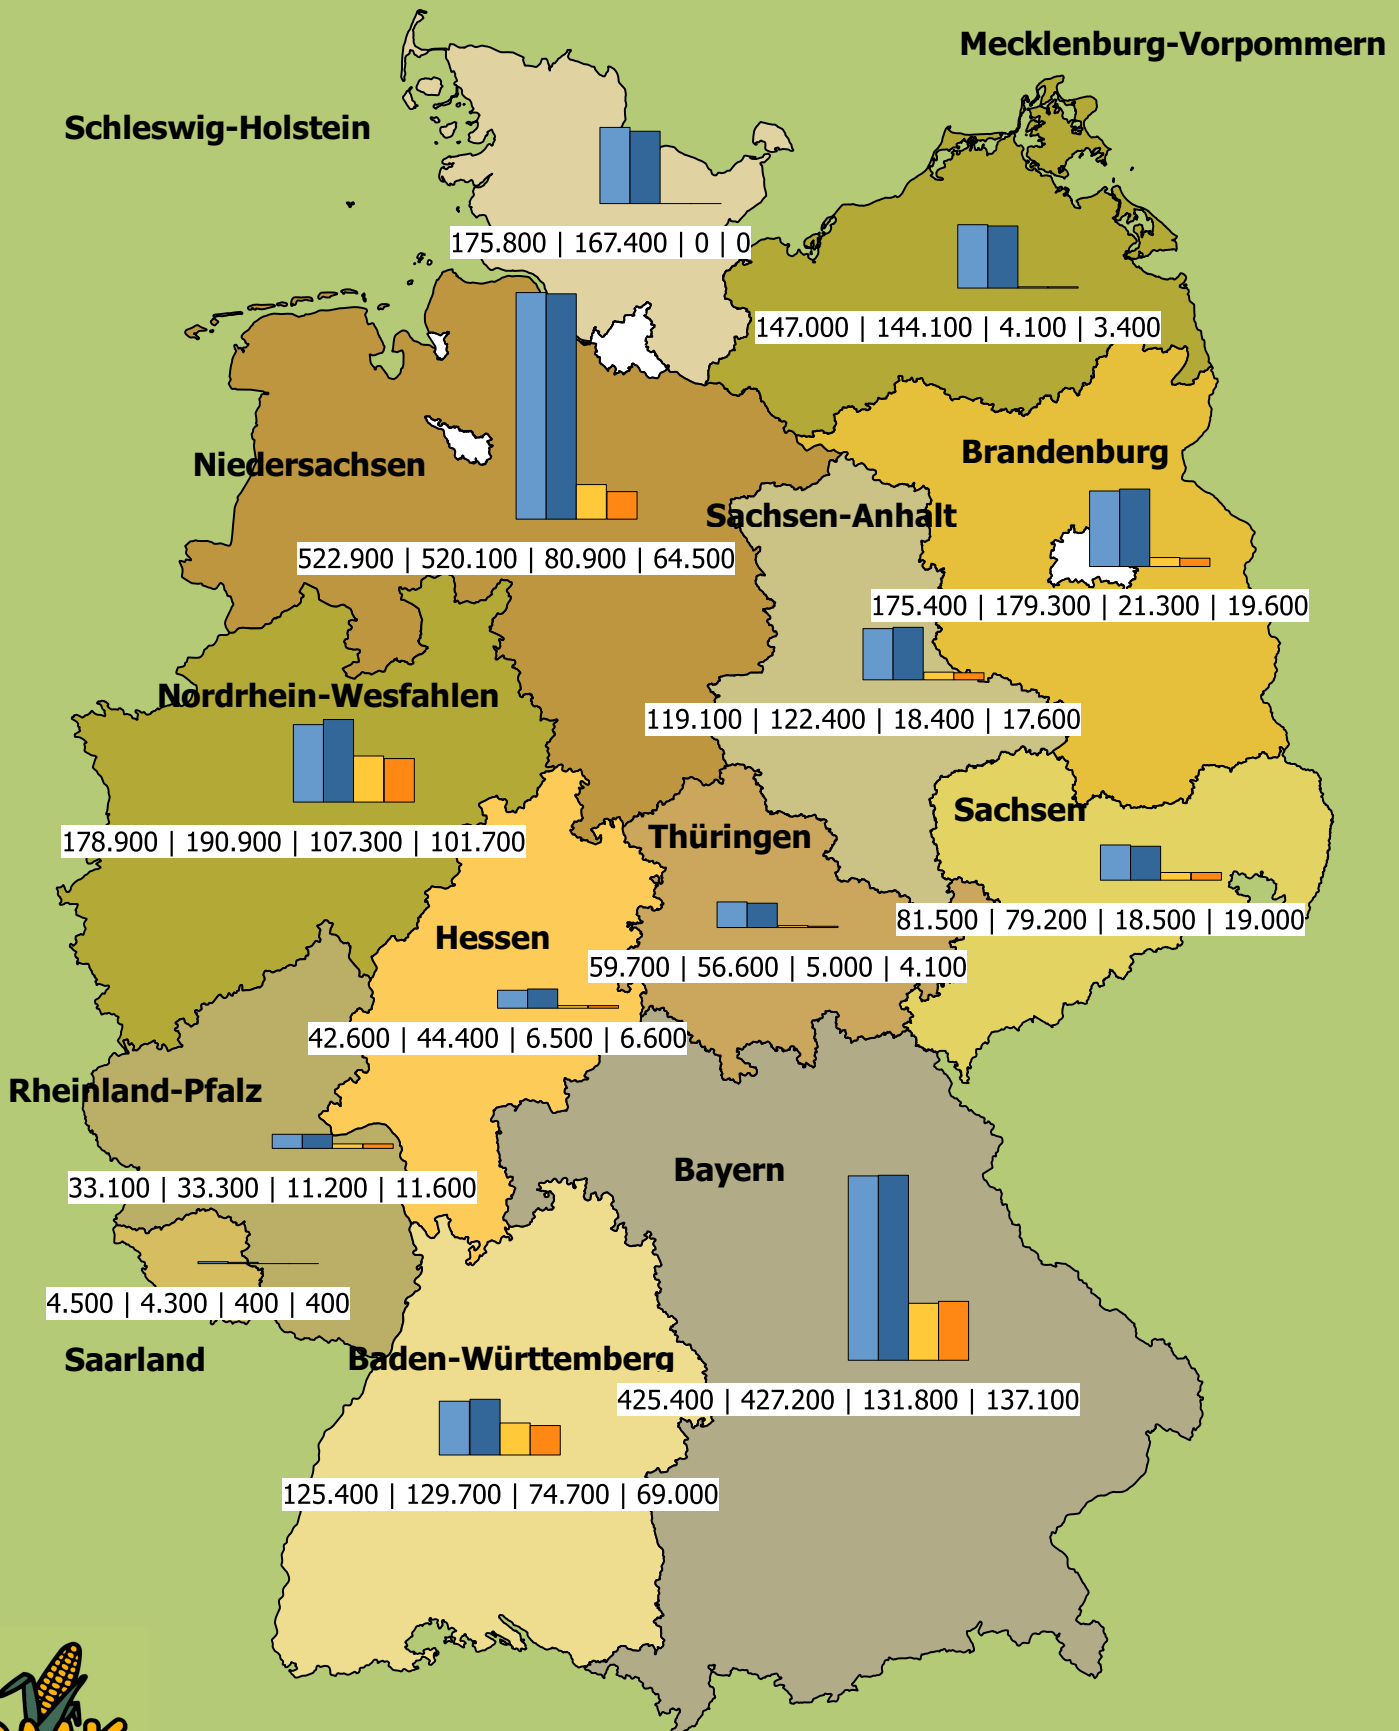 Mecklenburg-Vorpommern
Schleswig-Holstein
175.800 | 167.400 | 0 | 0
147.000 | 144.100 | 4.100 | 3.400
Brandenburg
Niedersachsen
Sachsen-Anhalt
522.900 | 520.100 | 80.900 | 64.500
175.400 | 179.300 | 21.300 | 19.600
Nordrhein-Wesfahlen
119.100 | 122.400 | 18.400 | 17.600
Sachsen
Thüringen
178.900 | 190.900 | 107.300 | 101.700
81.500 | 79.200 | 18.500 | 19.000
Hessen
59.700 | 56.600 | 5.000 | 4.100
42.600 | 44.400 | 6.500 | 6.600
Rheinland-Pfalz
Bayern
33.100 | 33.300 | 11.200 | 11.600
4.500 | 4.300 | 400 | 400
Saarland
Baden-Württemberg
425.400 | 427.200 | 131.800 | 137.100
125.400 | 129.700 | 74.700 | 69.000